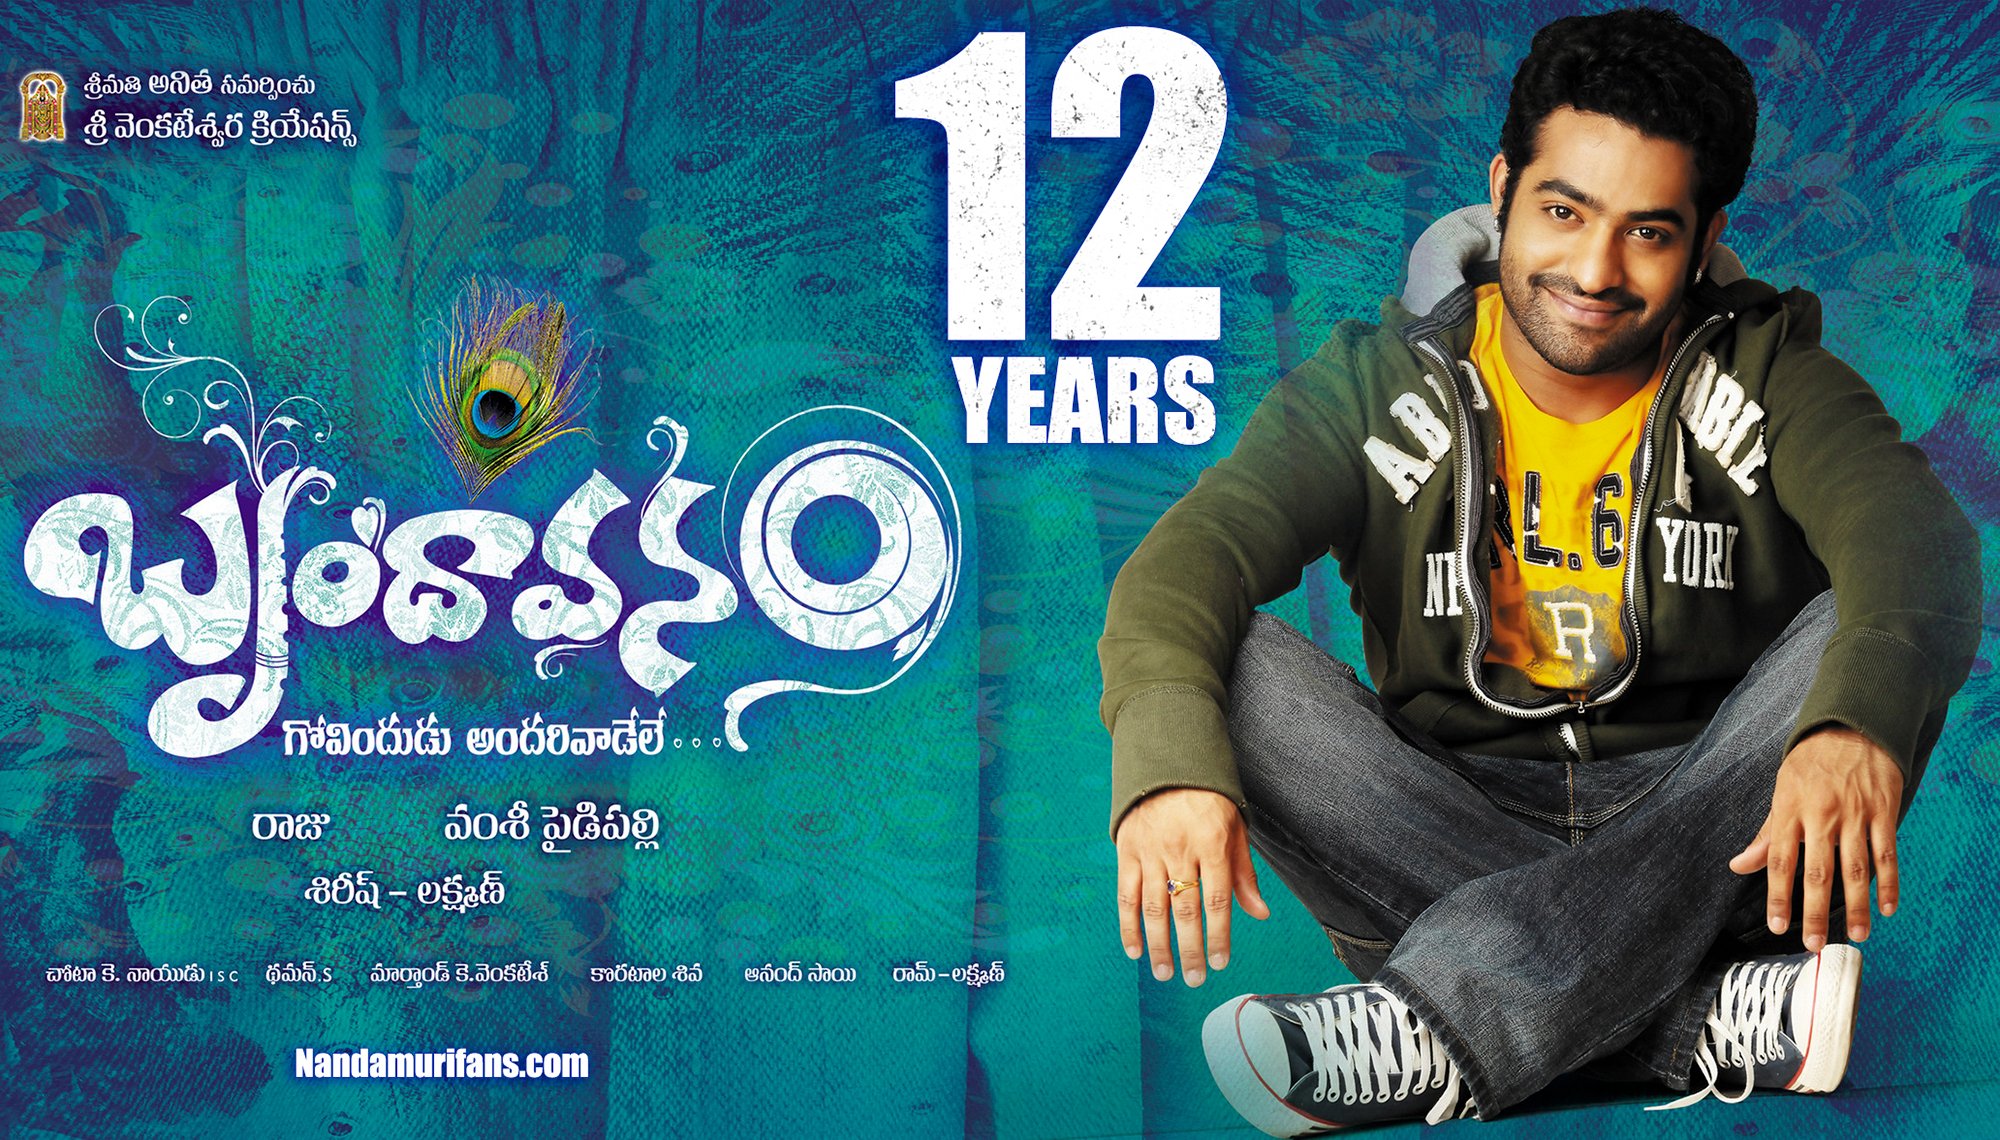 శ్రీమతి అనిత సమర్పించు
శ్రీ వెంకటేశ్వర క్రియేషన్స్
12
YEARS
బృందావనం
గోవిందుడు అందరివాడేలే...
రాజు వంశీ పైడిపల్లి
శిరీష్ - లక్ష్మణ్
చోటా కె. నాయుడు ISC థమన్.S మార్తాండ్ కె.వెంకటేశ్ కొరటాల శివ ఆనంద్ సాయి రామ్-లక్ష్మణ్
Nandamurifans.com
YORK
R